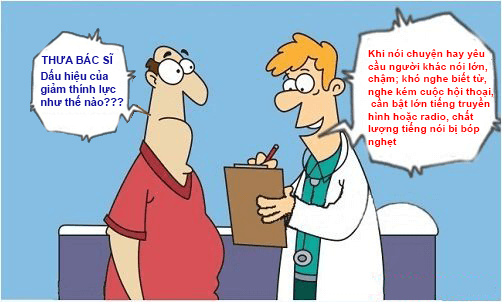 THƯA BÁC SĨ
Dấu hiệu của
giảm thính lực
như thế nào???
Khi nói chuyện hay yêu
cầu người khác nói lớn,
chậm; khó nghe biết từ,
nghe kém cuộc hội thoại,
cần bật lớn tiếng truyền
hình hoặc radio, chất
lượng tiếng nói bị bóp
nghẹt